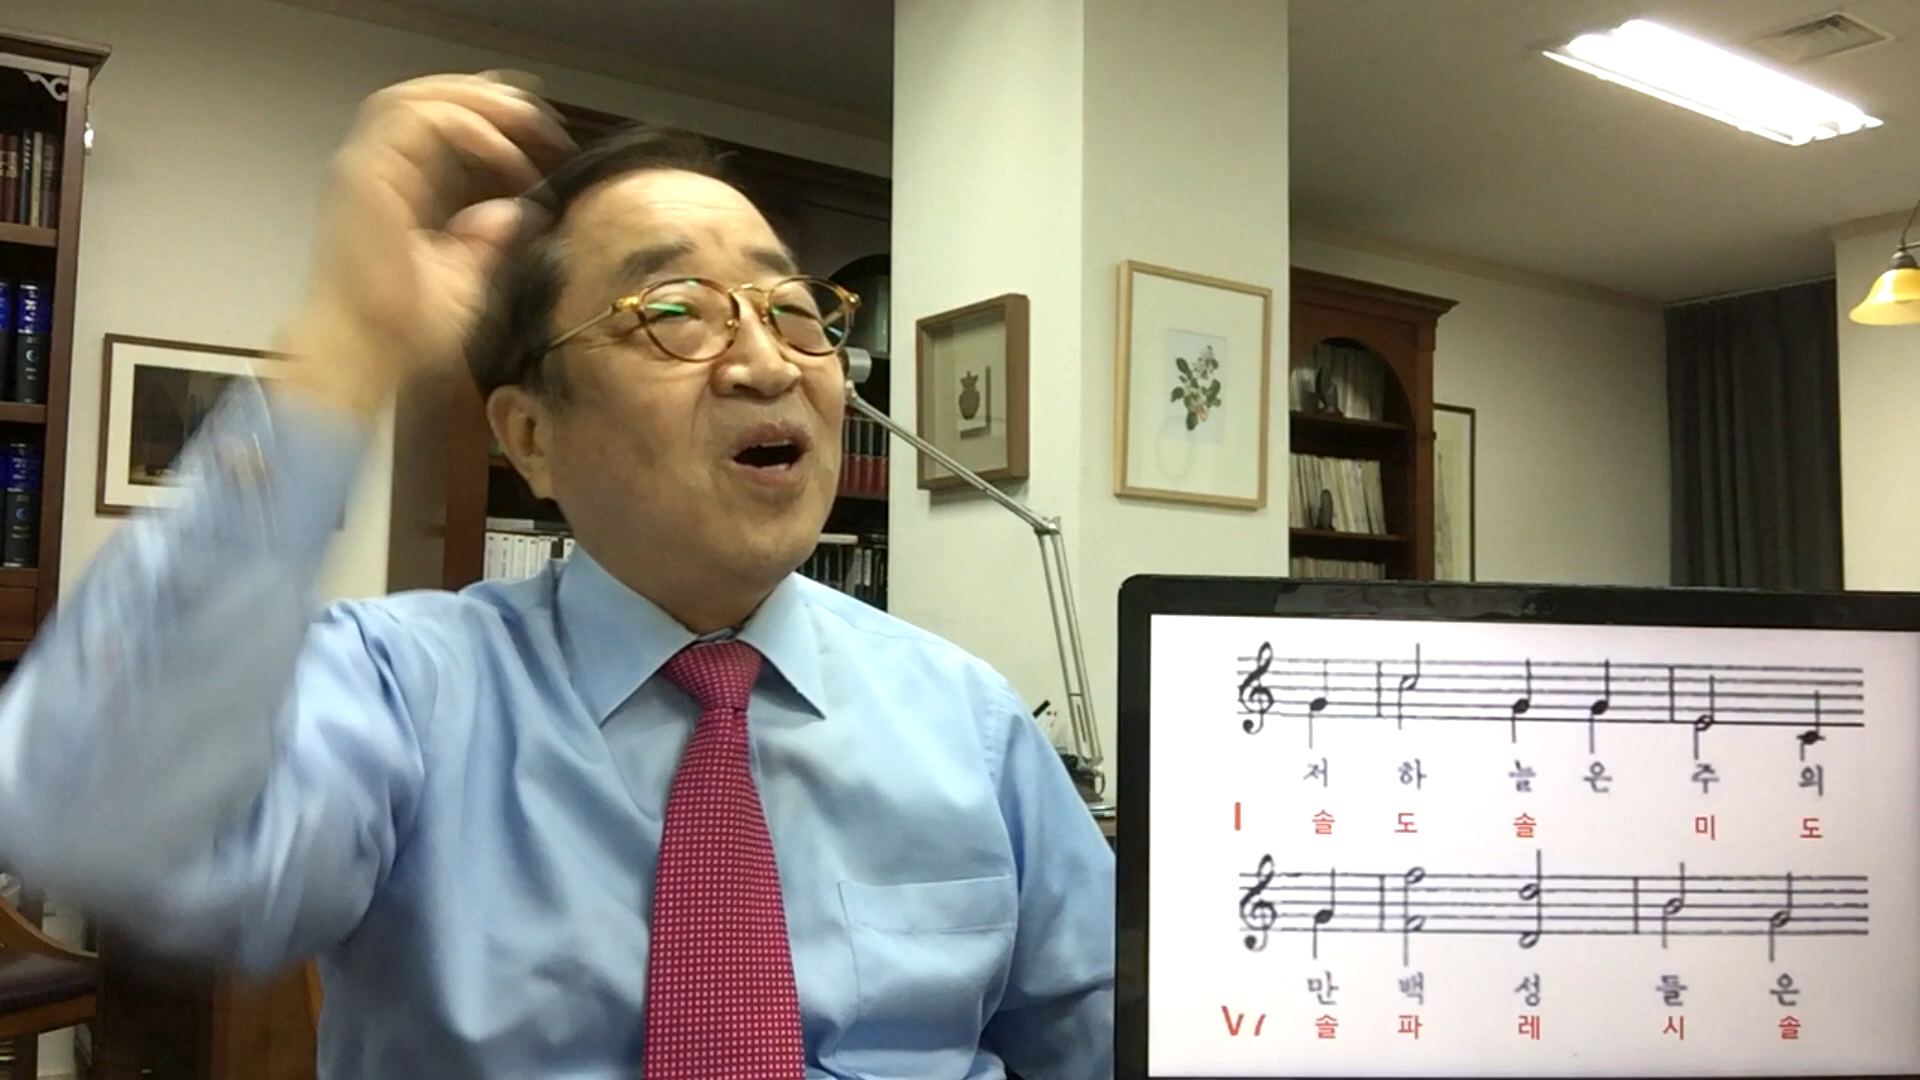 저 하 늘 은 주 의
I 솔 도 솔 미 도
만 백 성 들 은
V7 솔 파 레 시 솔